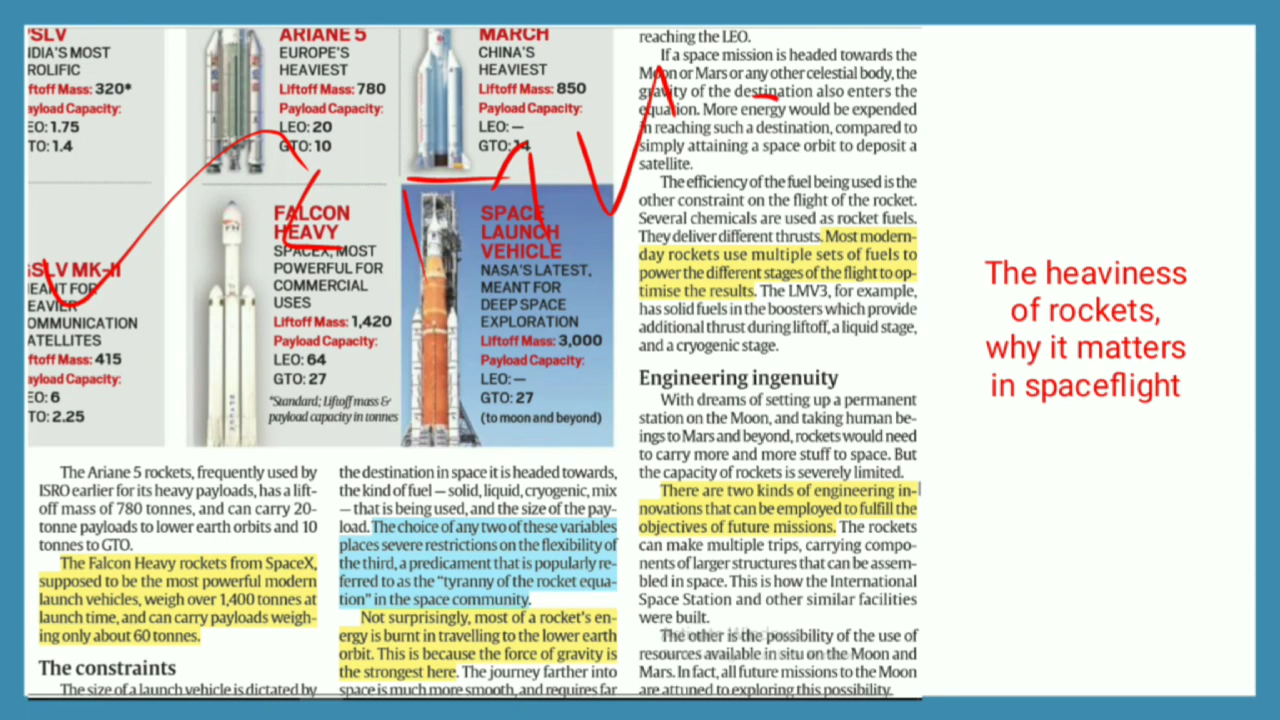 SLV
IDIA'S MOST
ROLIFIC
ftoff Mass: 320*
ayload Capacity:
EO: 1.75
TO: 1.4
ARIANE 5
EUROPE'S
HEAVIEST
Liftoff Mass: 780
Payload Capacity:
LEO: 20
GTO: 10
MARCH
CHINA'S
HEAVIEST
Liftoff Mass: 850
Payload Capacity:
LEO: —
GTO: 14
SLV MK-II
EANT FOR
EAVIER
OMMUNICATION
ATELLITES
ftoff Mass: 415
ayload Capacity:
EO: 6
TO: 2.25
FALCON
HEAVY
SPACEX, MOST
POWERFUL FOR
COMMERCIAL
USES
Liftoff Mass: 1,420
Payload Capacity:
LEO: 64
GTO: 27
*Standard; Liftoff mass &
payload capacity in tonnes
SPACE
LAUNCH
VEHICLE
NASA'S LATEST,
MEANT FOR
DEEP SPACE
EXPLORATION
Liftoff Mass: 3,000
Payload Capacity:
LEO: —
GTO: 27
(to moon and beyond)
The Ariane 5 rockets, frequently used by
ISRO earlier for its heavy payloads, has a lift-
off mass of 780 tonnes, and can carry 20-
tonne payloads to lower earth orbits and 10
tonnes to GTO.
The Falcon Heavy rockets from SpaceX,
supposed to be the most powerful modern
launch vehicles, weigh over 1,400 tonnes at
launch time, and can carry payloads weigh-
ing only about 60 tonnes.
The constraints
The size of a launch vehicle is dictated by
the destination in space it is headed towards,
the kind of fuel — solid, liquid, cryogenic, mix
— that is being used, and the size of the pay-
load. The choice of any two of these variables
places severe restrictions on the flexibility of
the third, a predicament that is popularly re-
ferred to as the "tyranny of the rocket equa-
tion" in the space community.
Not surprisingly, most of a rocket's en-
ergy is burnt in travelling to the lower earth
orbit. This is because the force of gravity is
the strongest here. The journey farther into
space is much more smooth, and requires far
reaching the LEO.
If a space mission is headed towards the
Moon or Mars or any other celestial body, the
gravity of the destination also enters the
equation. More energy would be expended
in reaching such a destination, compared to
simply attaining a space orbit to deposit a
satellite.
The efficiency of the fuel being used is the
other constraint on the flight of the rocket.
Several chemicals are used as rocket fuels.
They deliver different thrusts. Most modern-
day rockets use multiple sets of fuels to
power the different stages of the flight to op-
timise the results. The LMV3, for example,
has solid fuels in the boosters which provide
additional thrust during liftoff, a liquid stage,
and a cryogenic stage.
Engineering ingenuity
With dreams of setting up a permanent
station on the Moon, and taking human be-
ings to Mars and beyond, rockets would need
to carry more and more stuff to space. But
the capacity of rockets is severely limited.
There are two kinds of engineering in-
novations that can be employed to fulfill the
objectives of future missions. The rockets
can make multiple trips, carrying compo-
nents of larger structures that can be assem-
bled in space. This is how the International
Space Station and other similar facilities
were built.
The other is the possibility of the use of
resources available in situ on the Moon and
Mars. In fact, all future missions to the Moon
are attuned to exploring this possibility.
The heaviness
of rockets,
why it matters
in spaceflight